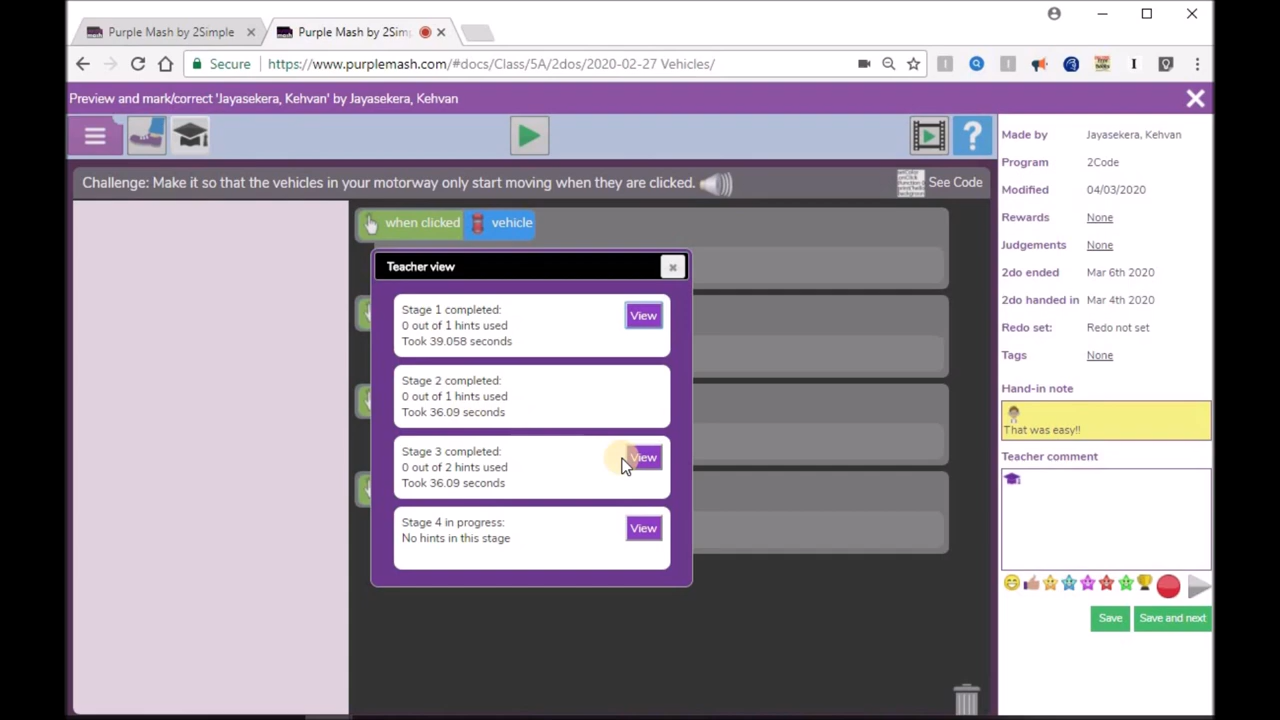 Purple Mash by 2Simple
Purple Mash by 2Sim
Secure
https://www.purplemash.com/#docs/Class/5A/2dos/2020-02-27 Vehicles/
Preview and mark/correct 'Jayasekera, Kehvan' by Jayasekera, Kehvan
Challenge: Make it so that the vehicles in your motorway only start moving when they are clicked.
See Code
when clicked vehicle
Teacher view
Stage 1 completed:
0 out of 1 hints used
Took 39.058 seconds
View
Stage 2 completed:
0 out of 1 hints used
Took 36.09 seconds
Stage 3 completed:
0 out of 2 hints used
Took 36.09 seconds
View
Stage 4 in progress:
No hints in this stage
View
Made by Jayasekera, Kehvan
Program 2Code
Modified 04/03/2020
Rewards None
Judgements None
2do ended Mar 6th 2020
2do handed in Mar 4th 2020
Redo set: Redo not set
Tags None
Hand-in note
That was easy!!
Teacher comment
Save
Save and next